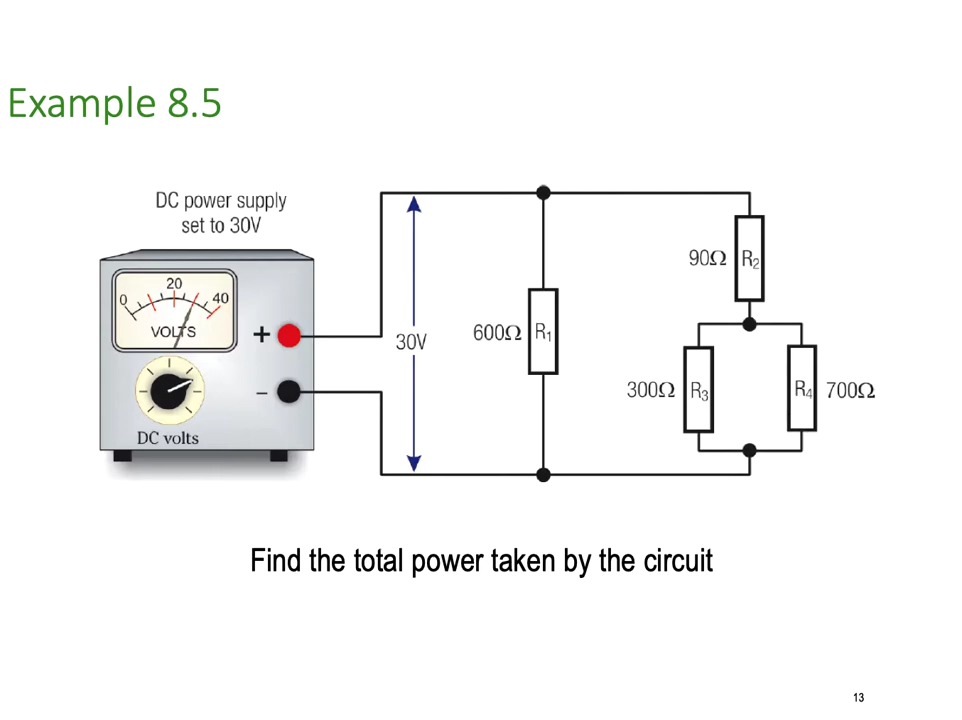 Example 8.5
DC power supply
set to 30V
0
20
40
VOLTS
+
–
DC volts
30V
600Ω
R1
90Ω
R2
300Ω
R3
R4
700Ω
Find the total power taken by the circuit
13